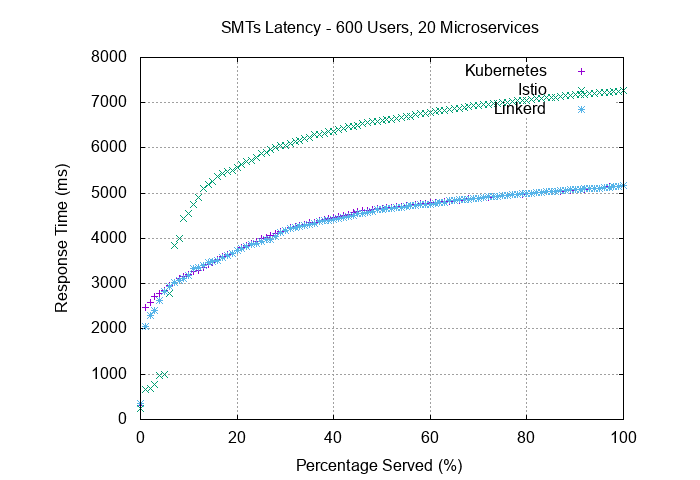 SMTs Latency - 600 Users, 20 Microservices
8000
7000
6000
5000
4000
3000
2000
1000
0
Response Time (ms)
Kubernetes
Istio
Linkerd
0 20 40 60 80 100
Percentage Served (%)